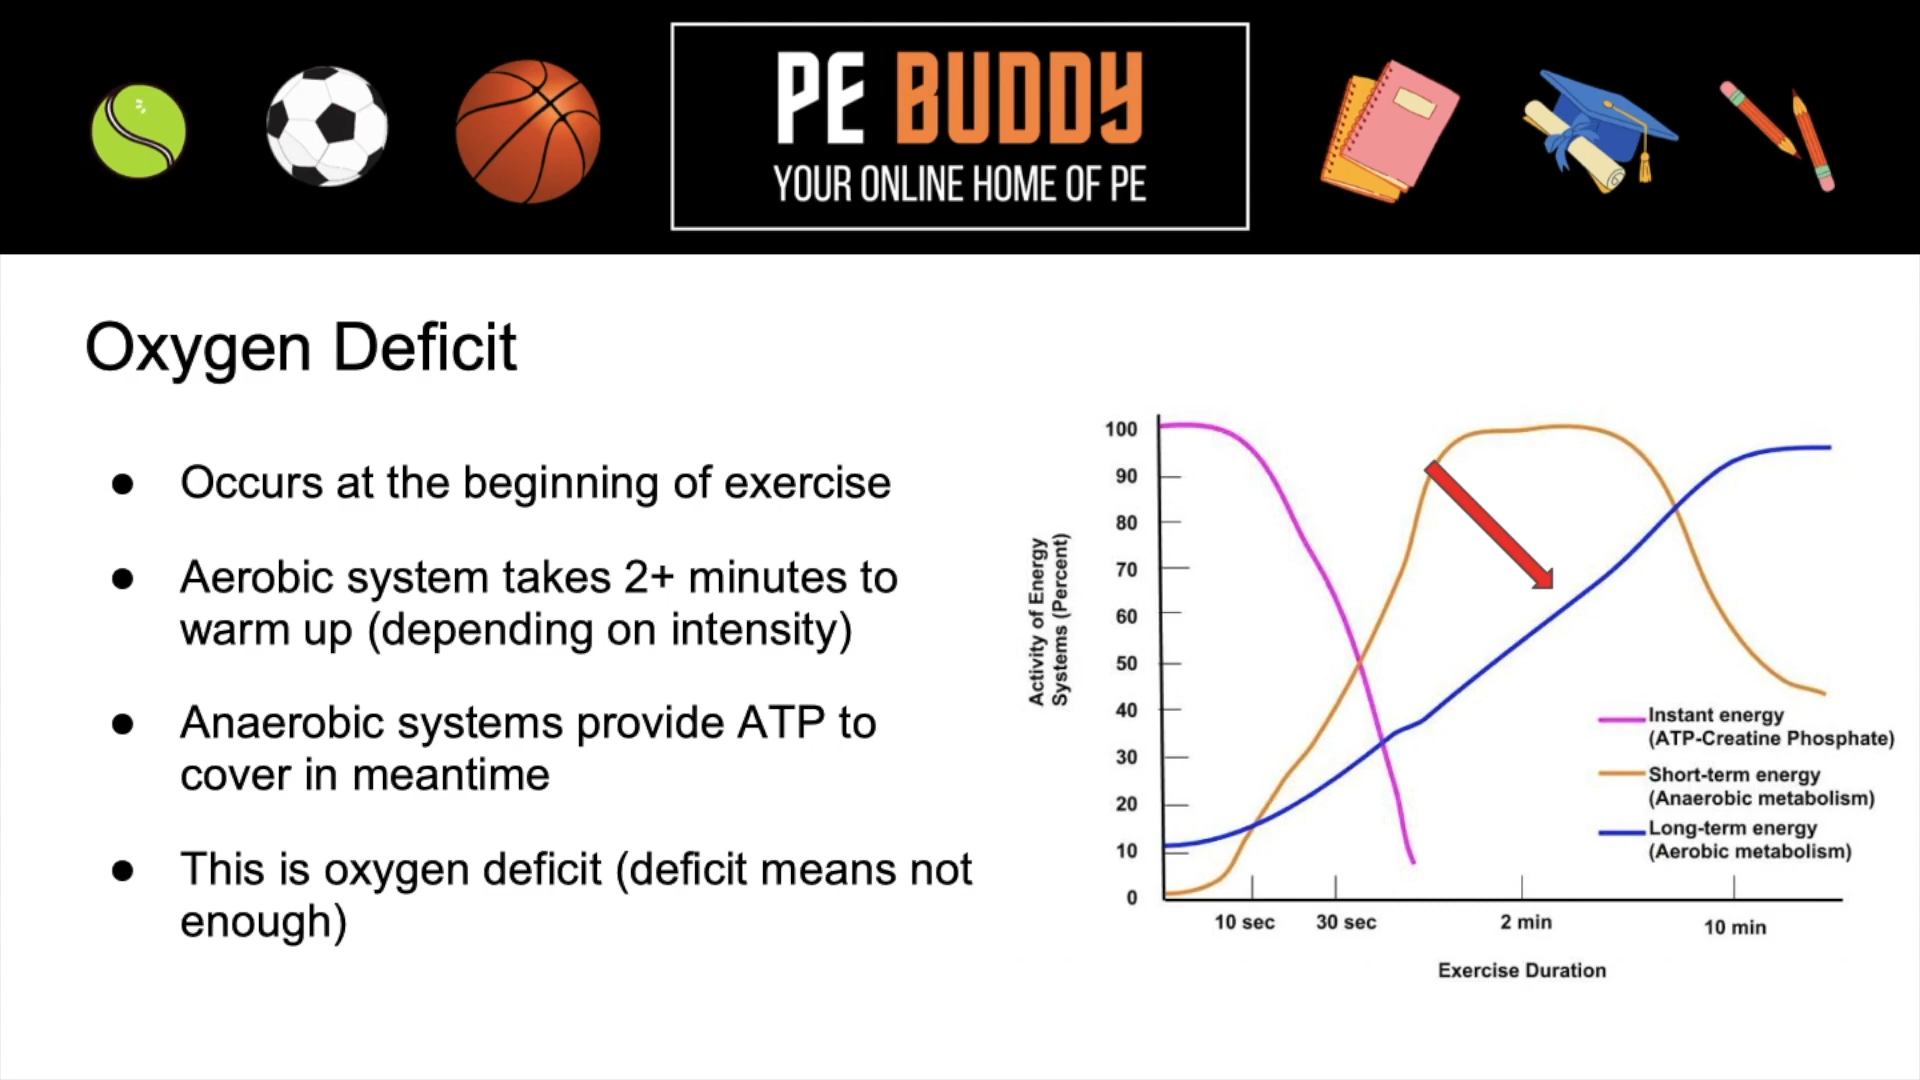 PE BUDDY
YOUR ONLINE HOME OF PE
Oxygen Deficit
● Occurs at the beginning of exercise
● Aerobic system takes 2+ minutes to
warm up (depending on intensity)
● Anaerobic systems provide ATP to
cover in meantime
● This is oxygen deficit (deficit means not
enough)
Activity of Energy
Systems (Percent)
100
90
80
70
60
50
40
30
20
10
0
10 sec
30 sec
2 min
10 min
Exercise Duration
Instant energy
(ATP-Creatine Phosphate)
Short-term energy
(Anaerobic metabolism)
Long-term energy
(Aerobic metabolism)